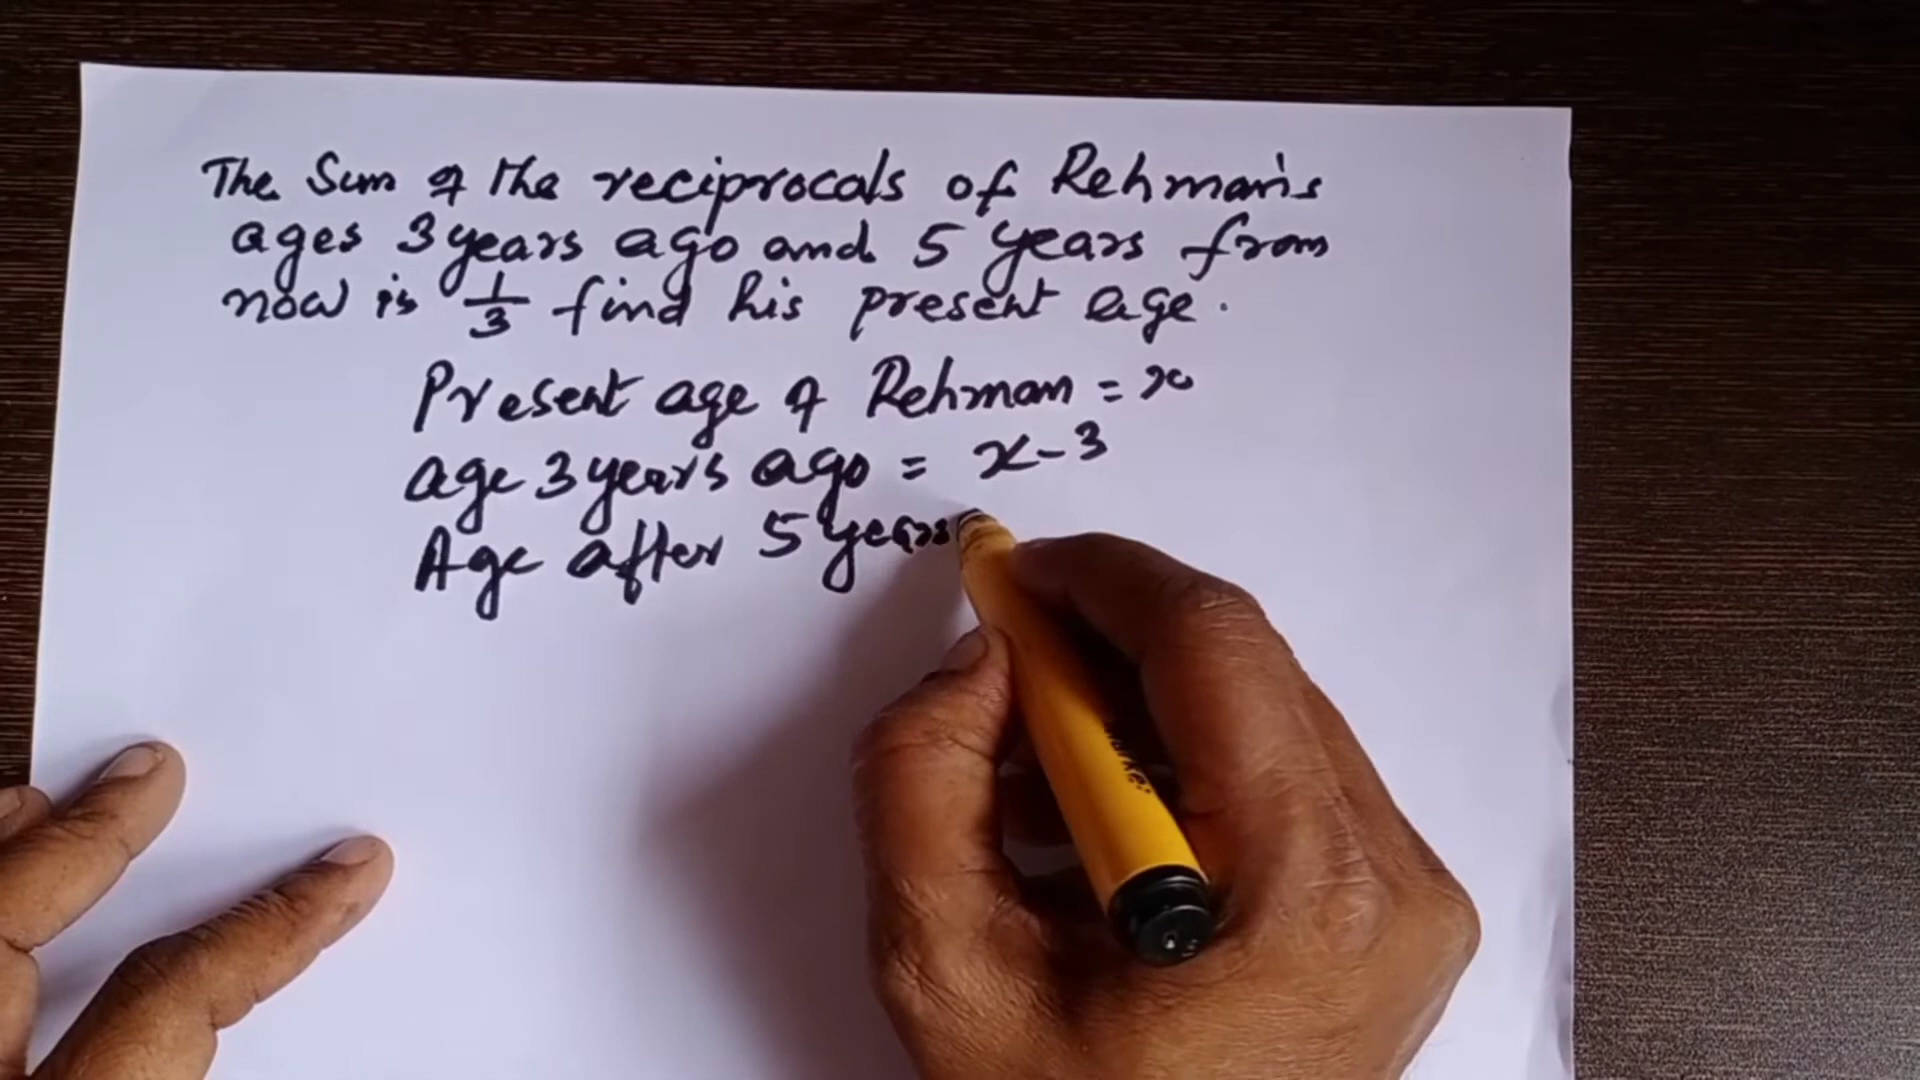 The Sum of the reciprocals of Rehman's
ages 3 years ago and 5 years from
now is 1/3 find his present age.
Present age of Rehman = x
age 3 years ago = x-3
Age after 5 years